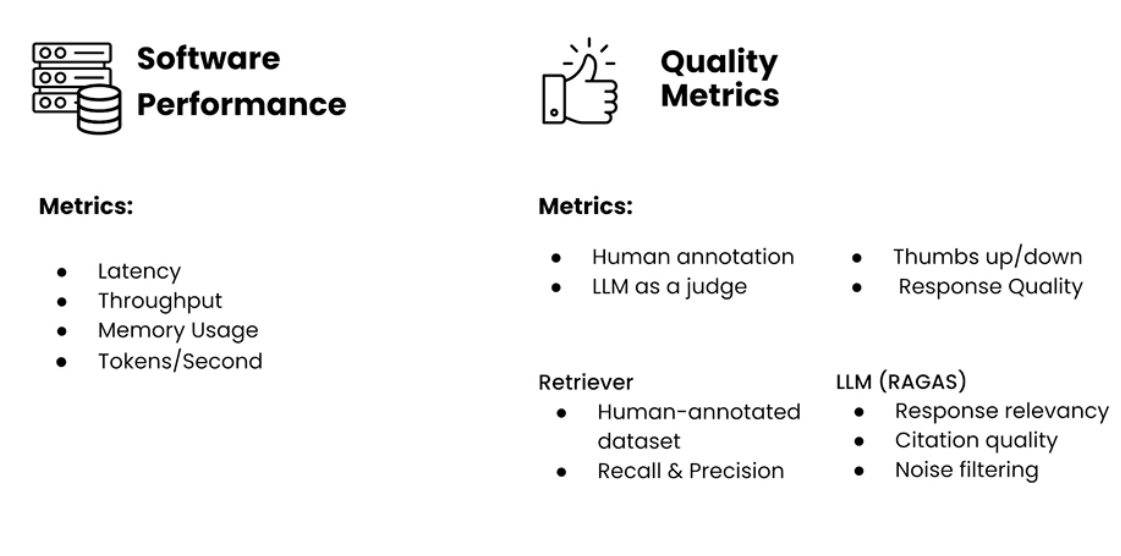 Software
Performance
Metrics:
● Latency
● Throughput
● Memory Usage
● Tokens/Second
Quality
Metrics
Metrics:
● Human annotation
● LLM as a judge
● Thumbs up/down
● Response Quality
Retriever
● Human-annotated
dataset
● Recall & Precision
LLM (RAGAS)
● Response relevancy
● Citation quality
● Noise filtering